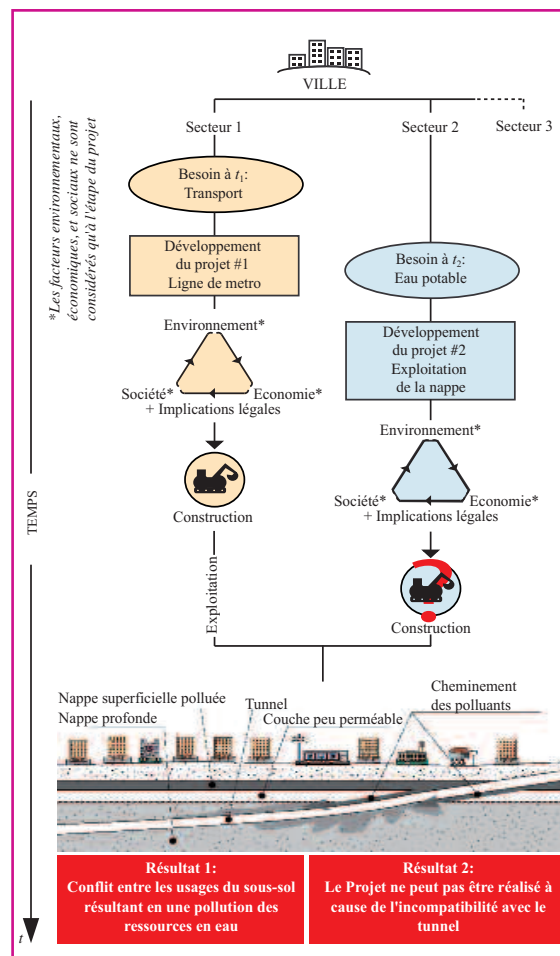 VILLE
Secteur 1
Secteur 2
Secteur 3
*Les facteurs environnementaux,
économiques, et sociaux ne sont
considérés qu'à l'étape du projet
Besoin à t1:
Transport
Développement
du projet #1
Ligne de metro
Environnement*
Société*
Economie*
+ Implications légales
Construction
Exploitation
Besoin à t2:
Eau potable
Développement
du projet #2
Exploitation
de la nappe
Environnement*
Société*
Economie*
+ Implications légales
Construction
TEMPS
Nappe superficielle polluée
Nappe profonde
Tunnel
Couche peu perméable
Cheminement
des polluants
Résultat 1:
Conflit entre les usages du sous-sol
résultant en une pollution des
ressources en eau
Résultat 2:
Le Projet ne peut pas être réalisé à
cause de l'incompatibilité avec le
tunnel
t